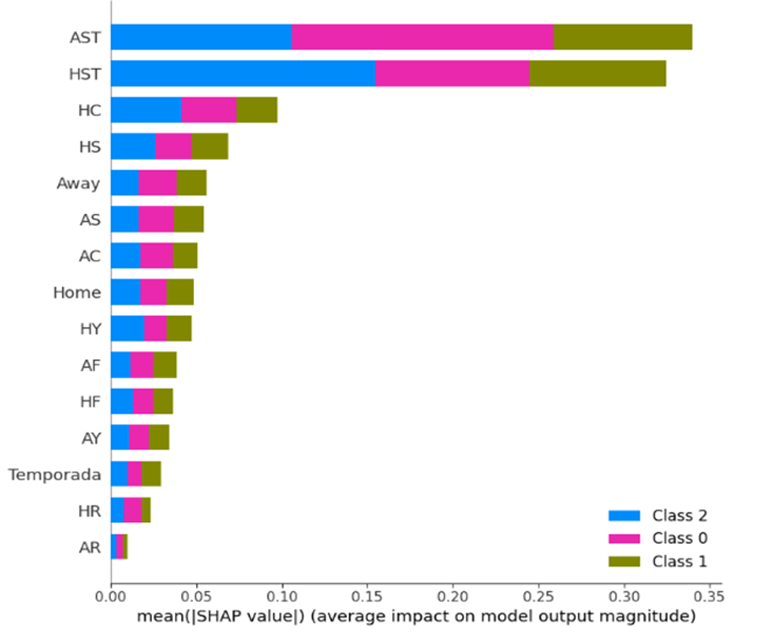 AST
HST
HC
HS
Away
AS
AC
Home
HY
AF
HF
AY
Temporada
HR
AR
Class 2
Class 0
Class 1
0.00 0.05 0.10 0.15 0.20 0.25 0.30 0.35
mean(|SHAP value|) (average impact on model output magnitude)